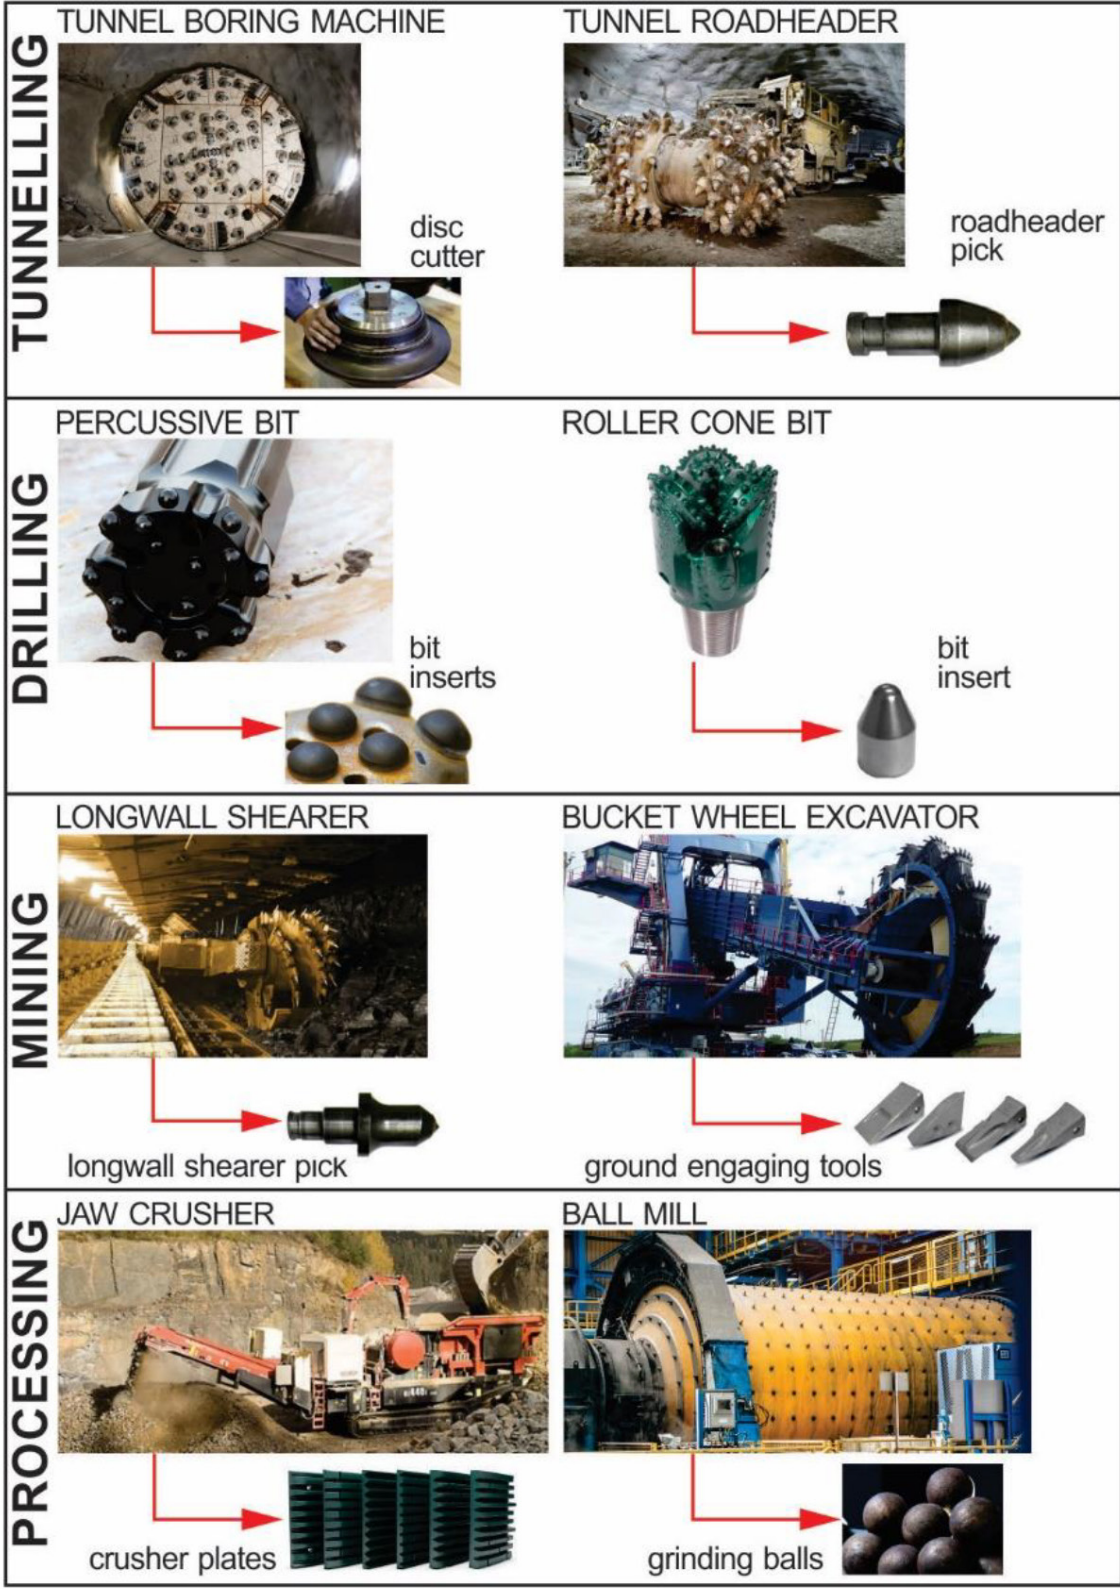 TUNNELLING
TUNNEL BORING MACHINE
disc
cutter
TUNNEL ROADHEADER
roadheader
pick
DRILLING
PERCUSSIVE BIT
bit
inserts
ROLLER CONE BIT
bit
insert
MINING
LONGWALL SHEARER
longwall shearer pick
BUCKET WHEEL EXCAVATOR
ground engaging tools
PROCESSING
JAW CRUSHER
crusher plates
BALL MILL
grinding balls